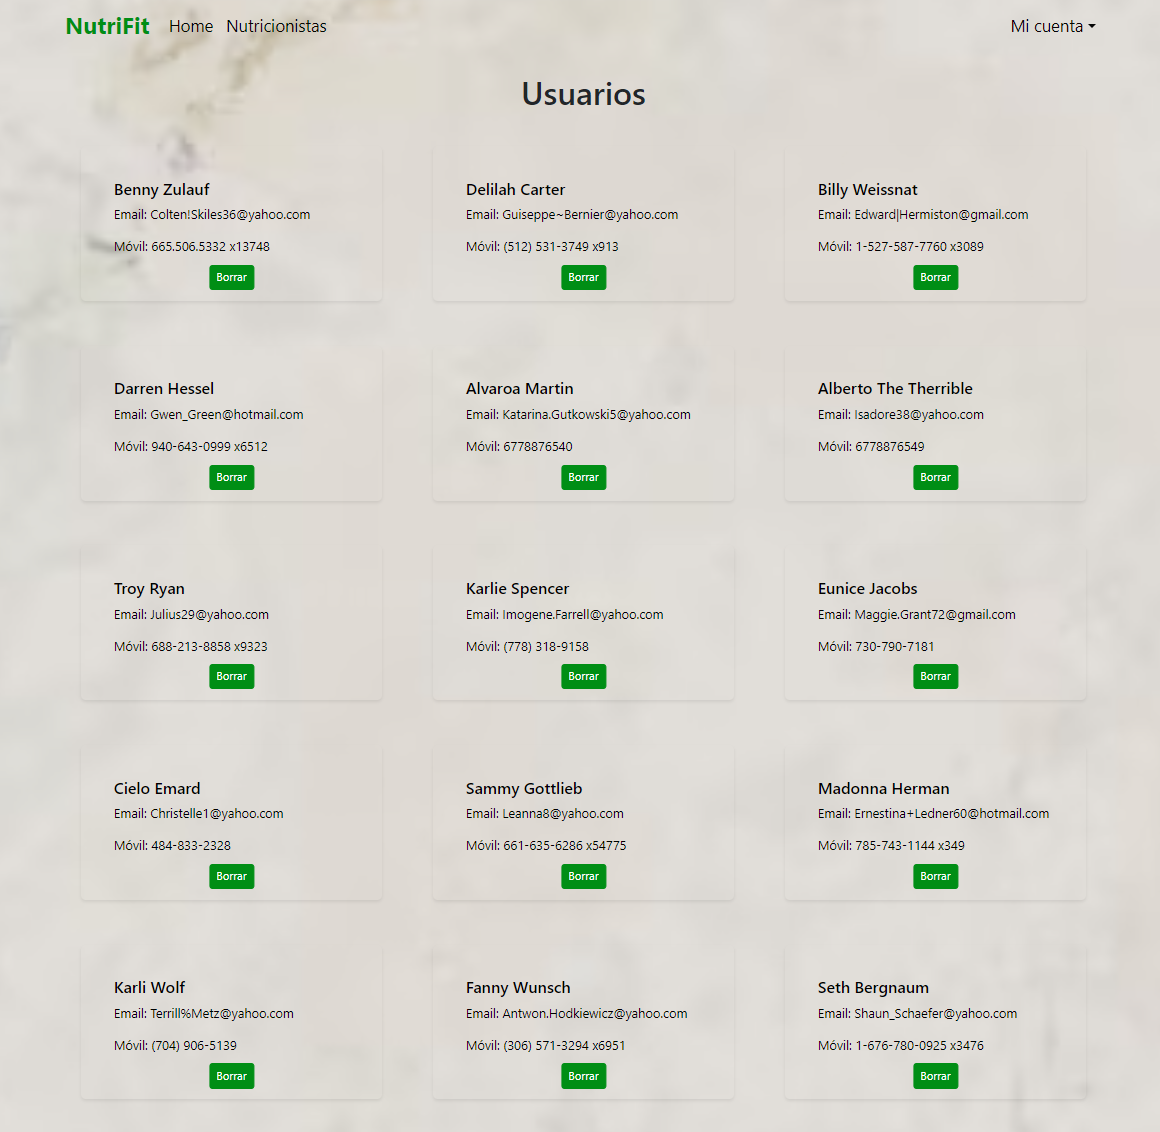 NutriFit Home Nutricionistas Mi cuenta
Usuarios
Benny Zulauf
Email: Colten!Skiles36@yahoo.com
Móvil: 665.506.5332 x13748
Borrar
Delilah Carter
Email: Guiseppe~Bernier@yahoo.com
Móvil: (512) 531-3749 x913
Borrar
Billy Weissnat
Email: Edward|Hermiston@gmail.com
Móvil: 1-527-587-7760 x3089
Borrar
Darren Hessel
Email: Gwen_Green@hotmail.com
Móvil: 940-643-0999 x6512
Borrar
Alvaroa Martin
Email: Katarina.Gutkowski5@yahoo.com
Móvil: 6778876540
Borrar
Alberto The Therrible
Email: Isadore38@yahoo.com
Móvil: 6778876549
Borrar
Troy Ryan
Email: Julius29@yahoo.com
Móvil: 688-213-8858 x9323
Borrar
Karlie Spencer
Email: Imogene.Farrell@yahoo.com
Móvil: (778) 318-9158
Borrar
Eunice Jacobs
Email: Maggie.Grant72@gmail.com
Móvil: 730-790-7181
Borrar
Cielo Emard
Email: Christelle1@yahoo.com
Móvil: 484-833-2328
Borrar
Sammy Gottlieb
Email: Leanna8@yahoo.com
Móvil: 661-635-6286 x54775
Borrar
Madonna Herman
Email: Ernestina+Ledner60@hotmail.com
Móvil: 785-743-1144 x349
Borrar
Karli Wolf
Email: Terrill%Metz@yahoo.com
Móvil: (704) 906-5139
Borrar
Fanny Wunsch
Email: Antwon.Hodkiewicz@yahoo.com
Móvil: (306) 571-3294 x6951
Borrar
Seth Bergnaum
Email: Shaun_Schaefer@yahoo.com
Móvil: 1-676-780-0925 x3476
Borrar